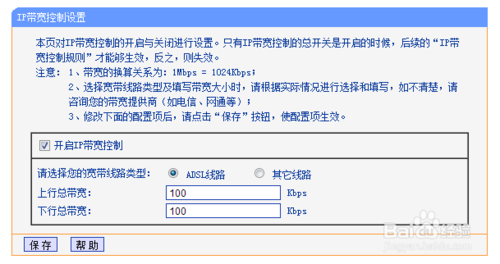 IP带宽控制设置
本页对IP带宽控制的开启与关闭进行设置。只有IP带宽控制的总开关是开启的时候，后续的“IP带
宽控制规则”才能够生效，反之，则失效。
注意： 1、带宽的换算关系为：1Mbps = 1024Kbps；
2、选择宽带线路类型及填写带宽大小时，请根据实际情况进行选择和填写，如不清楚，请
咨询您的带宽提供商（如电信、网通等）；
3、修改下面的配置项后，请点击“保存”按钮，使配置项生效。
开启IP带宽控制
请选择您的宽带线路类型： ADSL线路 其它线路
上行总带宽： 100 Kbps
下行总带宽： 100 Kbps
保存 帮助
Baidu经验